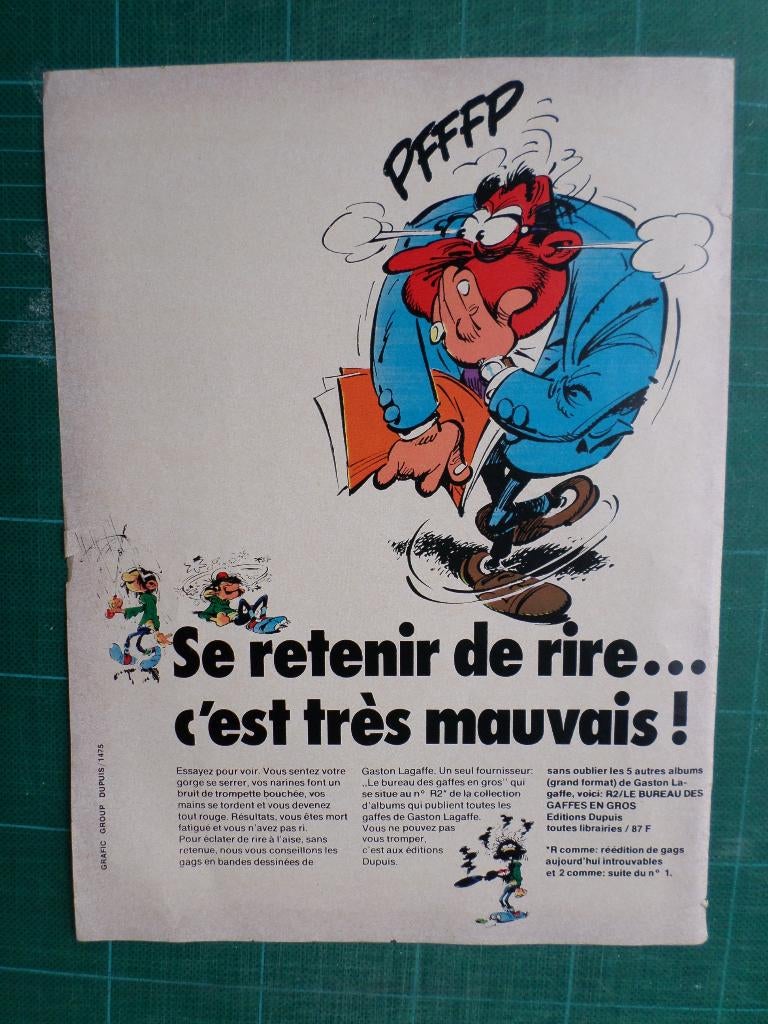 PFFFP
Se retenir de rire...
c'est très mauvais !
Essayez pour voir. Vous sentez votre
gorge se serrer, vos narines font un
bruit de trompette bouchée, vos
mains se tordent et vous devenez
tout rouge. Résultats, vous êtes mort
fatigué et vous n'avez pas ri.
Pour éclater de rire à l'aise, sans
retenue, nous vous conseillons les
gags en bandes dessinées de
Gaston Lagaffe. Un seul fournisseur:
,,Le bureau des gaffes en gros" qui
se situe au n° R2* de la collection
d'albums qui publient toutes les
gaffes de Gaston Lagaffe.
Vous ne pouvez pas
vous tromper,
c'est aux éditions
Dupuis.
sans oublier les 5 autres albums
(grand format) de Gaston La-
gaffe, voici: R2/LE BUREAU DES
GAFFES EN GROS
Editions Dupuis
toutes librairies / 87 F
*R comme: réédition de gags
aujourd'hui introuvables
et 2 comme: suite du n° 1.
GRAFIC GROUP DUPUIS / 1475